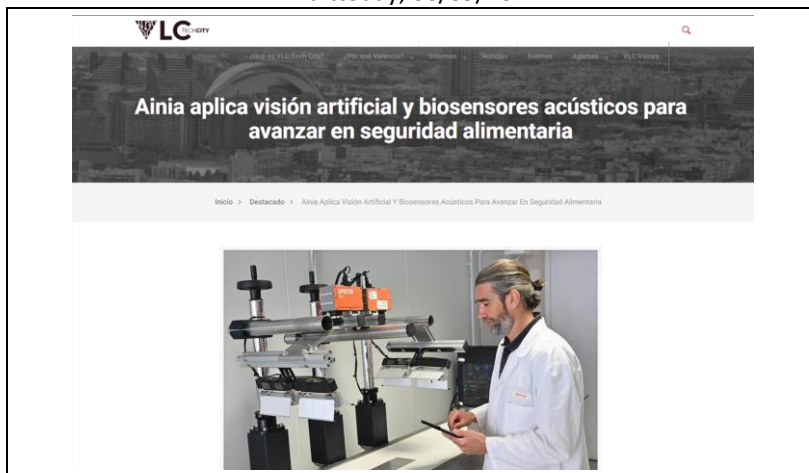 VLC TECHCITY
¿Qué es VLC Tech City? ¿Por qué Valencia? Informes Noticias Eventos Agentes VLC Voices
Ainia aplica visión artificial y biosensores acústicos para
avanzar en seguridad alimentaria
Inicio > Destacado > Ainia Aplica Visión Artificial Y Biosensores Acústicos Para Avanzar En Seguridad Alimentaria
SPECIM